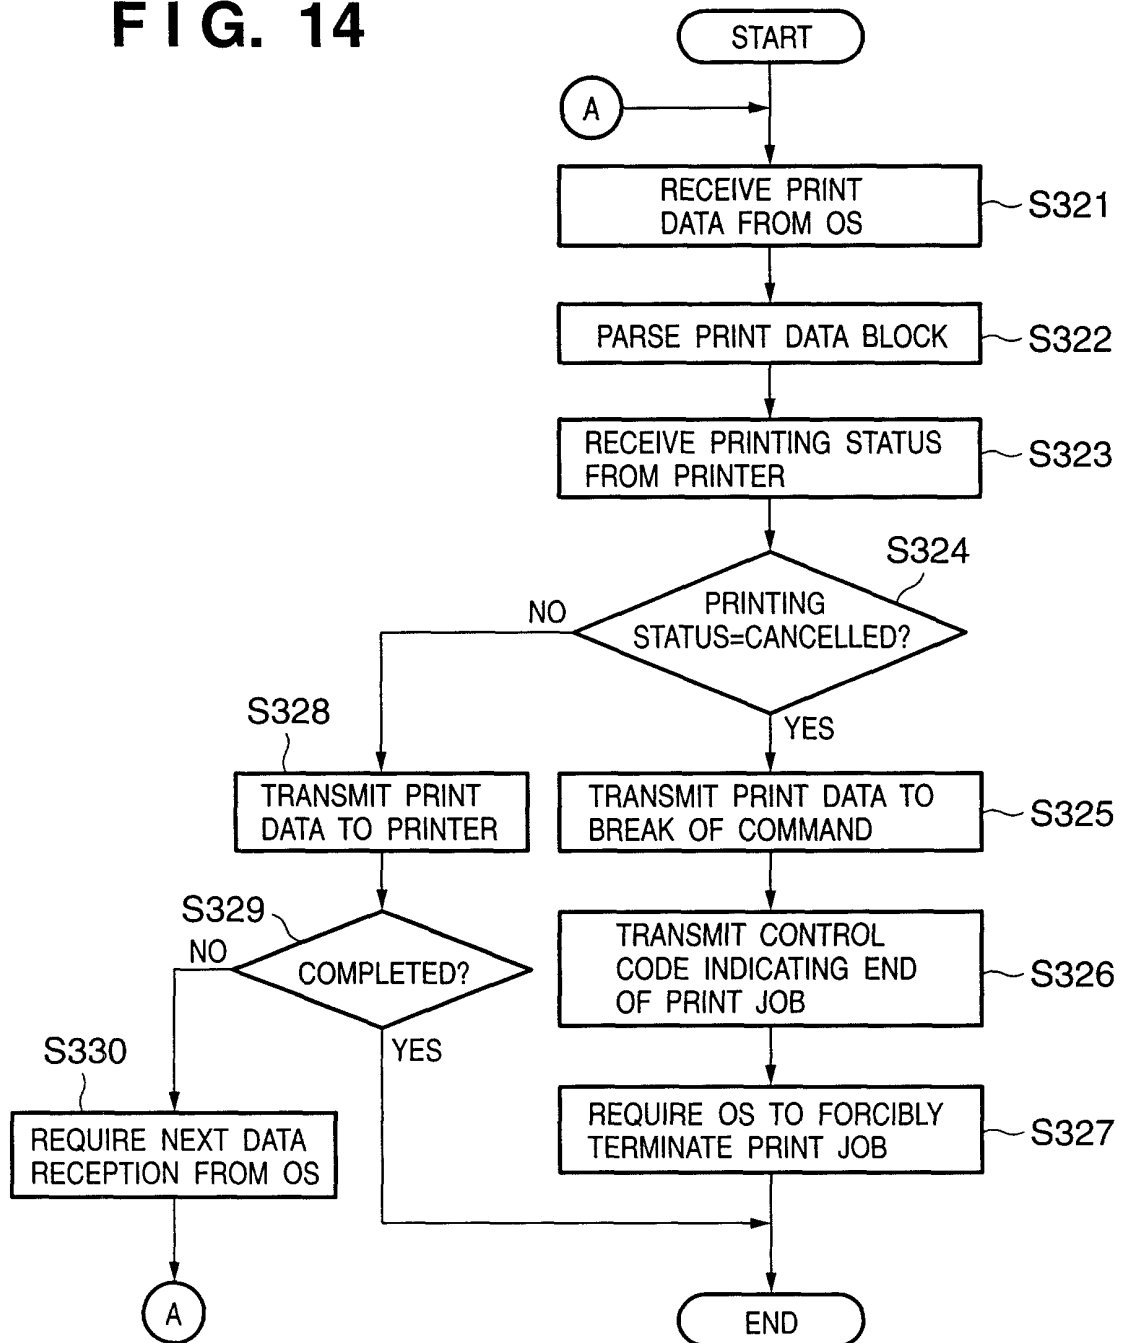 FIG. 14
START
A
RECEIVE PRINT
DATA FROM OS
S321
PARSE PRINT DATA BLOCK
S322
RECEIVE PRINTING STATUS
FROM PRINTER
S323
S324
PRINTING
STATUS=CANCELLED?
NO
YES
S328
TRANSMIT PRINT
DATA TO PRINTER
TRANSMIT PRINT DATA TO
BREAK OF COMMAND
S325
S329
COMPLETED?
NO
YES
TRANSMIT CONTROL
CODE INDICATING END
OF PRINT JOB
S326
S330
REQUIRE NEXT DATA
RECEPTION FROM OS
REQUIRE OS TO FORCIBLY
TERMINATE PRINT JOB
S327
A
END